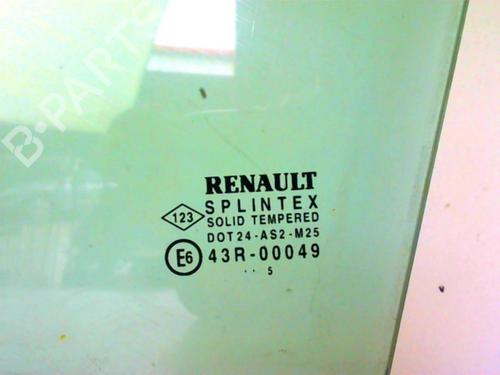 B-PARTS
RENAULT
SPLINTEX
123 SOLID TEMPERED
DOT24-AS2-M25
E6 43R-00049
.. 5